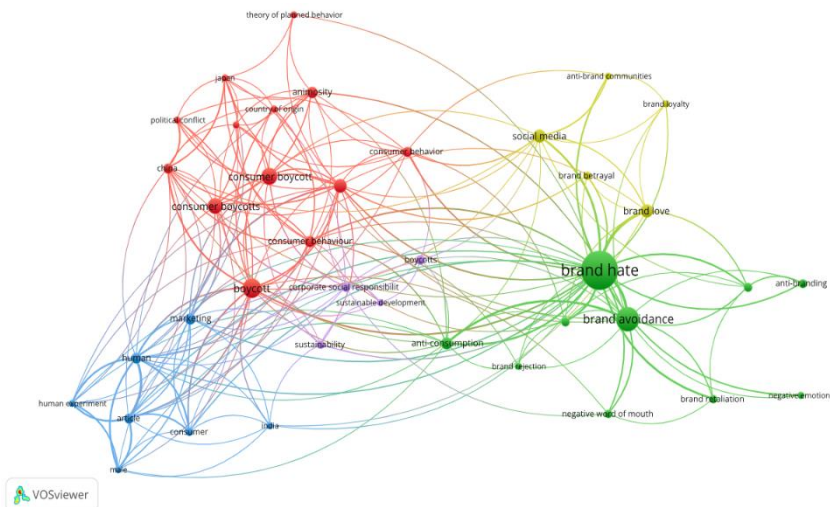 theory of planned behavior
japan
anti-brand communities
animosity
brand loyalty
country of origin
political conflict
social media
consumer behavior
china
consumer boycott
brand betrayal
consumer boycotts
brand love
consumer behaviour
boycotts
brand hate
boycott
corporate social responsibilit
anti-branding
sustainable development
marketing
brand avoidance
sustainability
anti-consumption
human
brand rejection
human experiment
brand retaliation
negative emotion
article
negative word of mouth
consumer
india
male
VOSviewer